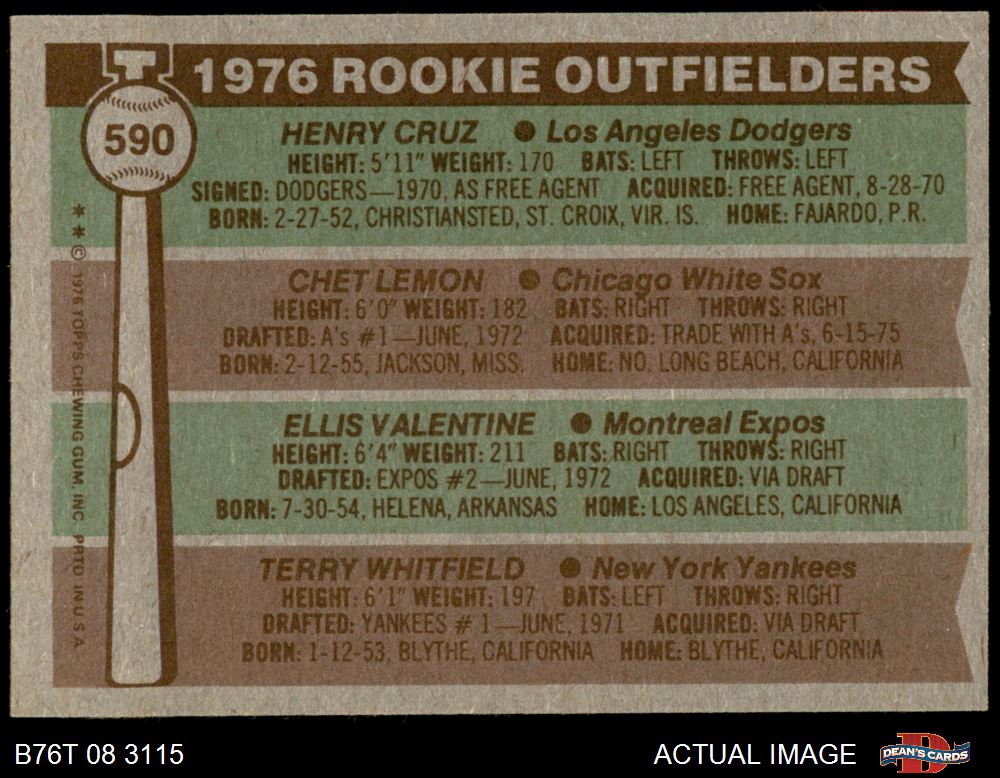 1976 ROOKIE OUTFIELDERS
590
HENRY CRUZ ● Los Angeles Dodgers
HEIGHT: 5'11" WEIGHT: 170 BATS: LEFT THROWS: LEFT
SIGNED: DODGERS—1970, AS FREE AGENT ACQUIRED: FREE AGENT, 8-28-70
BORN: 2-27-52, CHRISTIANSTED, ST. CROIX, VIR. IS. HOME: FAJARDO, P.R.
CHET LEMON ● Chicago White Sox
HEIGHT: 6'0" WEIGHT: 182 BATS: RIGHT THROWS: RIGHT
DRAFTED: A's #1—JUNE, 1972 ACQUIRED: TRADE WITH A's, 6-15-75
BORN: 2-12-55, JACKSON, MISS. HOME: NO. LONG BEACH, CALIFORNIA
ELLIS VALENTINE ● Montreal Expos
HEIGHT: 6'4" WEIGHT: 211 BATS: RIGHT THROWS: RIGHT
DRAFTED: EXPOS #2—JUNE, 1972 ACQUIRED: VIA DRAFT
BORN: 7-30-54, HELENA, ARKANSAS HOME: LOS ANGELES, CALIFORNIA
TERRY WHITFIELD ● New York Yankees
HEIGHT: 6'1" WEIGHT: 197 BATS: LEFT THROWS: RIGHT
DRAFTED: YANKEES #1—JUNE, 1971 ACQUIRED: VIA DRAFT
BORN: 1-12-53, BLYTHE, CALIFORNIA HOME: BLYTHE, CALIFORNIA
** © 1976 TOPPS CHEWING GUM, INC. PRTD. IN U.S.A.
B76T 08 3115
ACTUAL IMAGE
DEAN'S CARDS